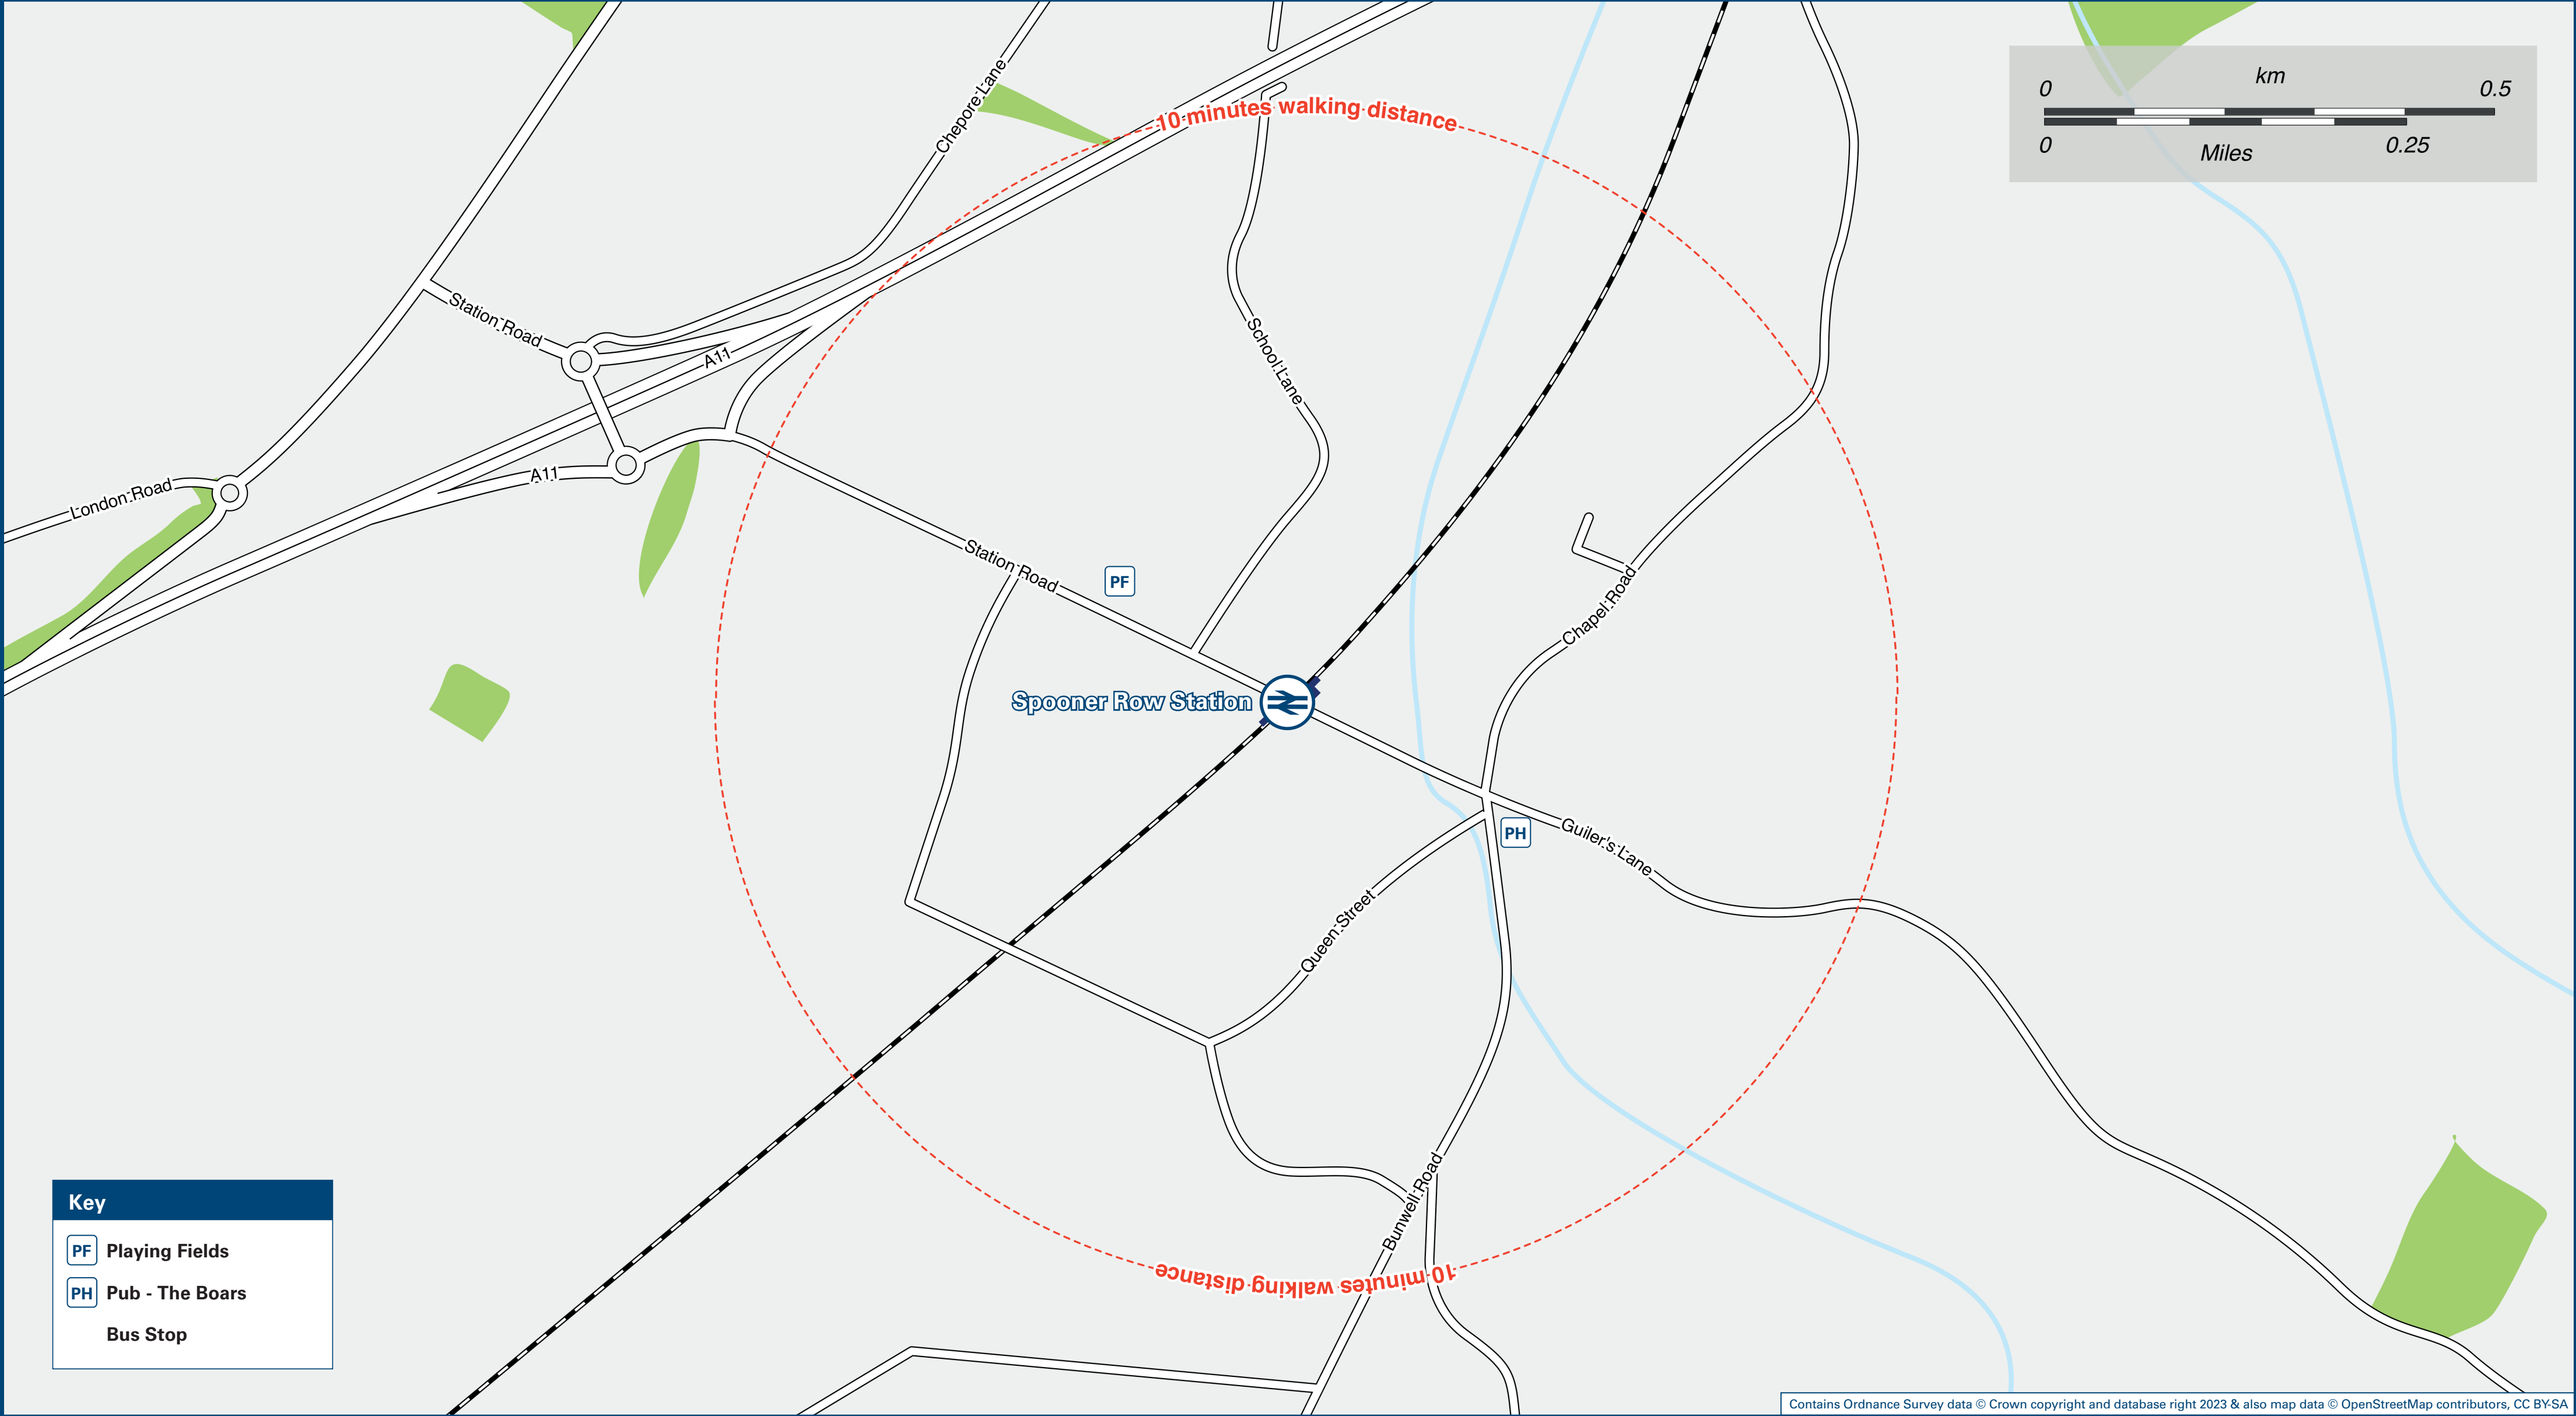 0 km 0.5
0 Miles 0.25
Chepore Lane
10 minutes walking distance
Station Road
A11
School Lane
A11
London Road
Station Road
PF
Chapel Road
Spooner Row Station
PH
Guiler's Lane
Queen Street
Bunwell Road
10 minutes walking distance
Key
PF Playing Fields
PH Pub - The Boars
Bus Stop
Contains Ordnance Survey data © Crown copyright and database right 2023 & also map data © OpenStreetMap contributors, CC BY-SA